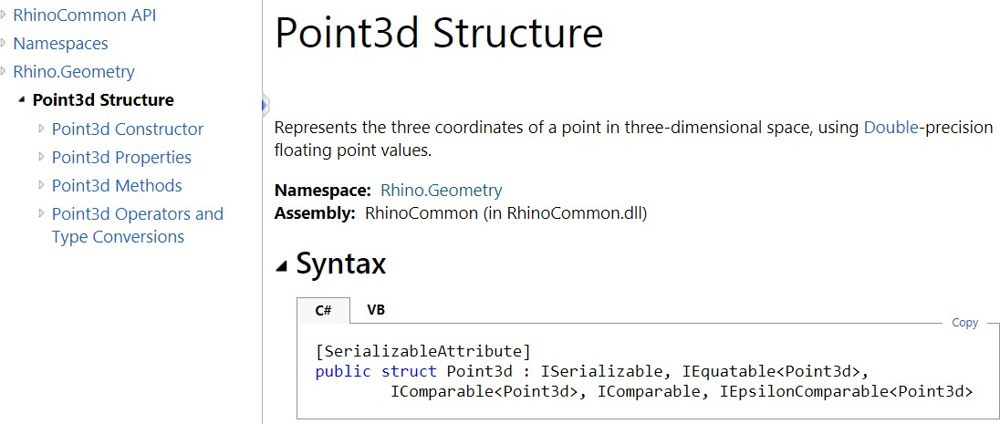 RhinoCommon API
Namespaces
Rhino.Geometry
Point3d Structure
Point3d Constructor
Point3d Properties
Point3d Methods
Point3d Operators and
Type Conversions
Point3d Structure
Represents the three coordinates of a point in three-dimensional space, using Double-precision
floating point values.
Namespace: Rhino.Geometry
Assembly: RhinoCommon (in RhinoCommon.dll)
Syntax
C# VB
Copy
[SerializableAttribute]
public struct Point3d : ISerializable, IEquatable<Point3d>,
IComparable<Point3d>, IComparable, IEpsilonComparable<Point3d>